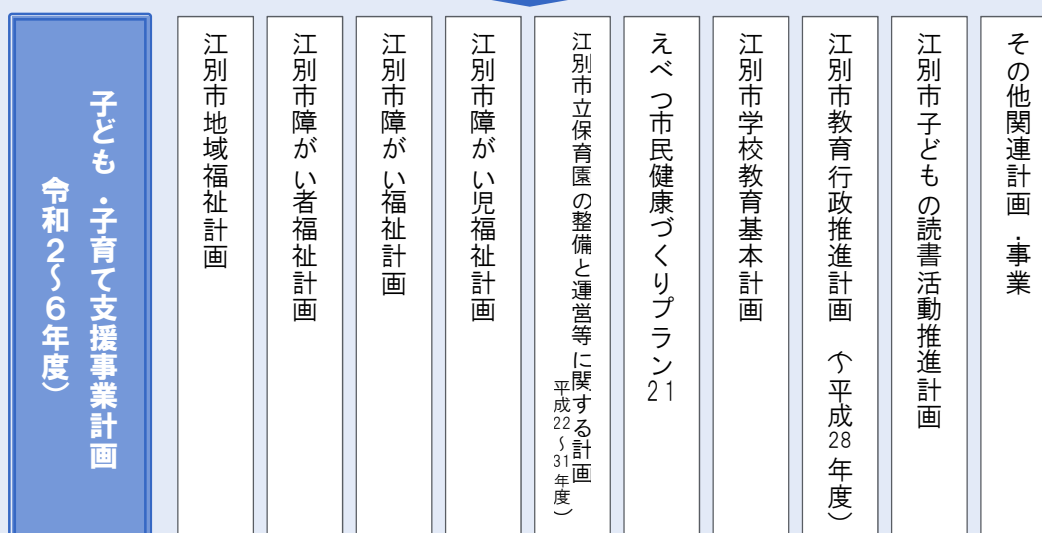 その他関連計画・事業
江別市子どもの読書活動推進計画
江別市教育行政推進計画（～平成28年度）
江別市学校教育基本計画
えべつ市民健康づくりプラン21
江別市立保育園の整備と運営等に関する計画
平成22～31年度）
江別市障がい児福祉計画
江別市障がい福祉計画
江別市障がい者福祉計画
江別市地域福祉計画
子ども・子育て支援事業計画
令和２～６年度）